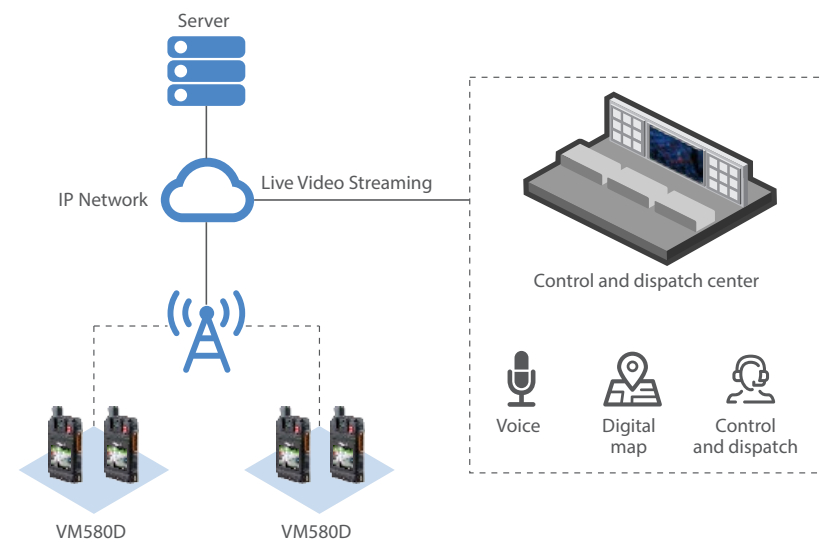 Server
IP Network
Live Video Streaming
Control and dispatch center
Voice
Digital
map
Control
and dispatch
VM580D
VM580D